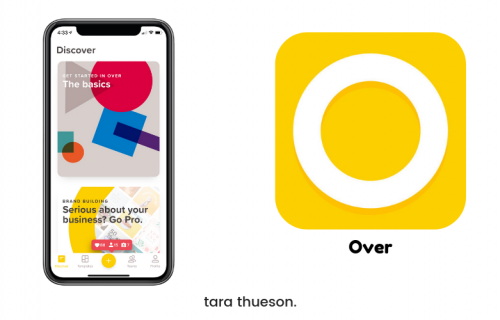 4:33
Discover
GET STARTED IN OVER
The basics
BRAND BUILDING
Serious about your
business? Go Pro.
Over
tara thueson.